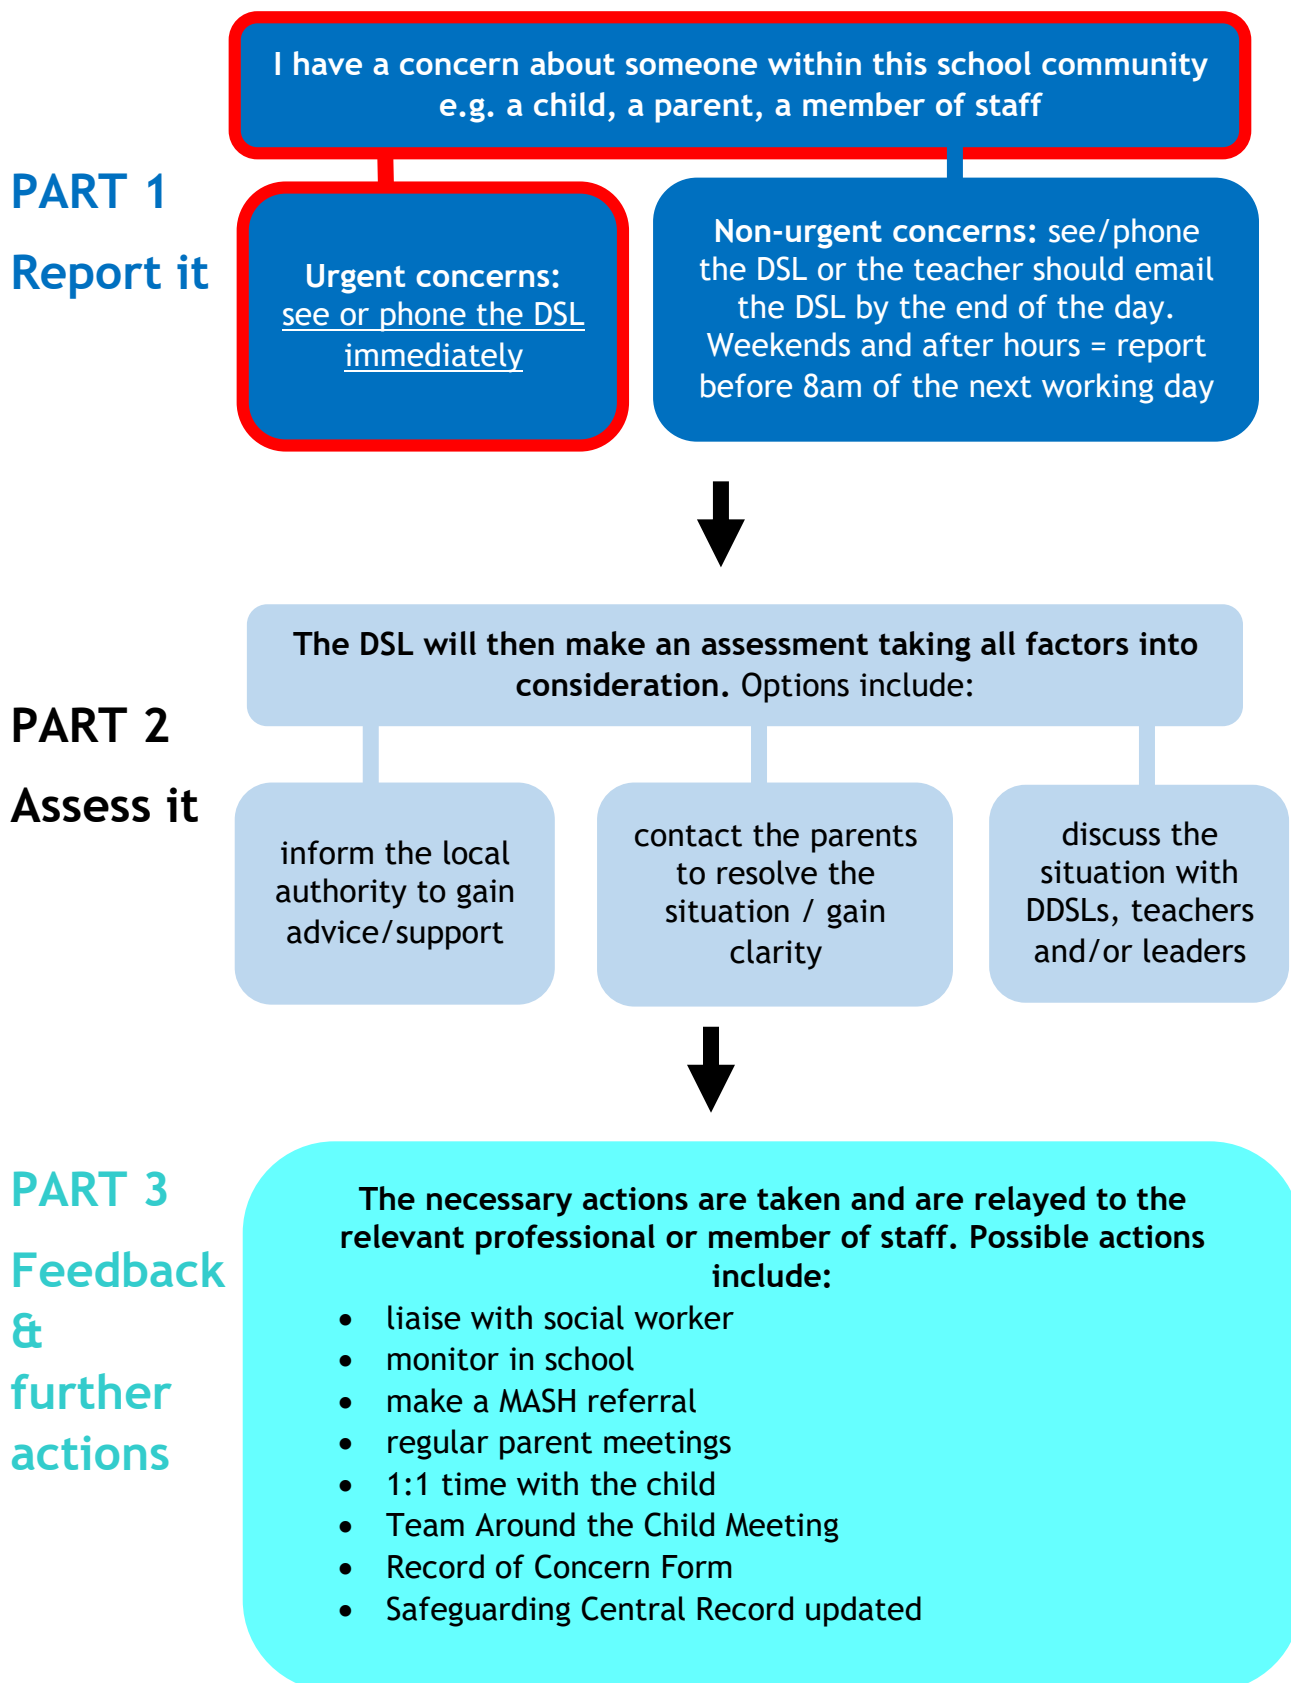 I have a concern about someone within this school community
e.g. a child, a parent, a member of staff
PART 1
Report it
Urgent concerns:
see or phone the DSL
immediately
Non-urgent concerns: see/phone
the DSL or the teacher should email
the DSL by the end of the day.
Weekends and after hours = report
before 8am of the next working day
PART 2
Assess it
The DSL will then make an assessment taking all factors into
consideration. Options include:
inform the local
authority to gain
advice/support
contact the parents
to resolve the
situation / gain
clarity
discuss the
situation with
DDSLs, teachers
and/or leaders
PART 3
Feedback
&
further
actions
The necessary actions are taken and are relayed to the
relevant professional or member of staff. Possible actions
include:
• liaise with social worker
• monitor in school
• make a MASH referral
• regular parent meetings
• 1:1 time with the child
• Team Around the Child Meeting
• Record of Concern Form
• Safeguarding Central Record updated